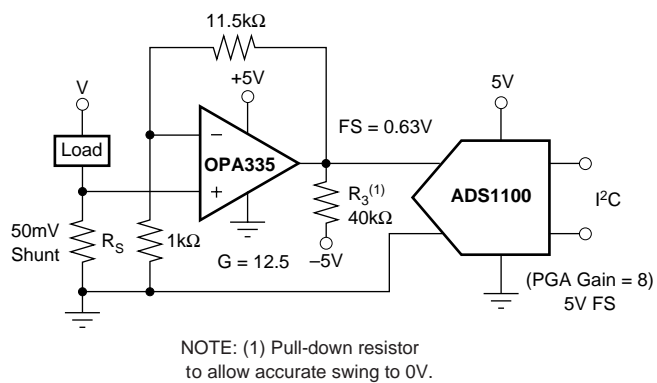 11.5kΩ
V
+5V
5V
FS = 0.63V
Load
−
OPA335
+
R3(1)
40kΩ
ADS1100
I2C
50mV
Shunt
RS
1kΩ
G = 12.5
–5V
(PGA Gain = 8)
5V FS
NOTE: (1) Pull-down resistor
to allow accurate swing to 0V.